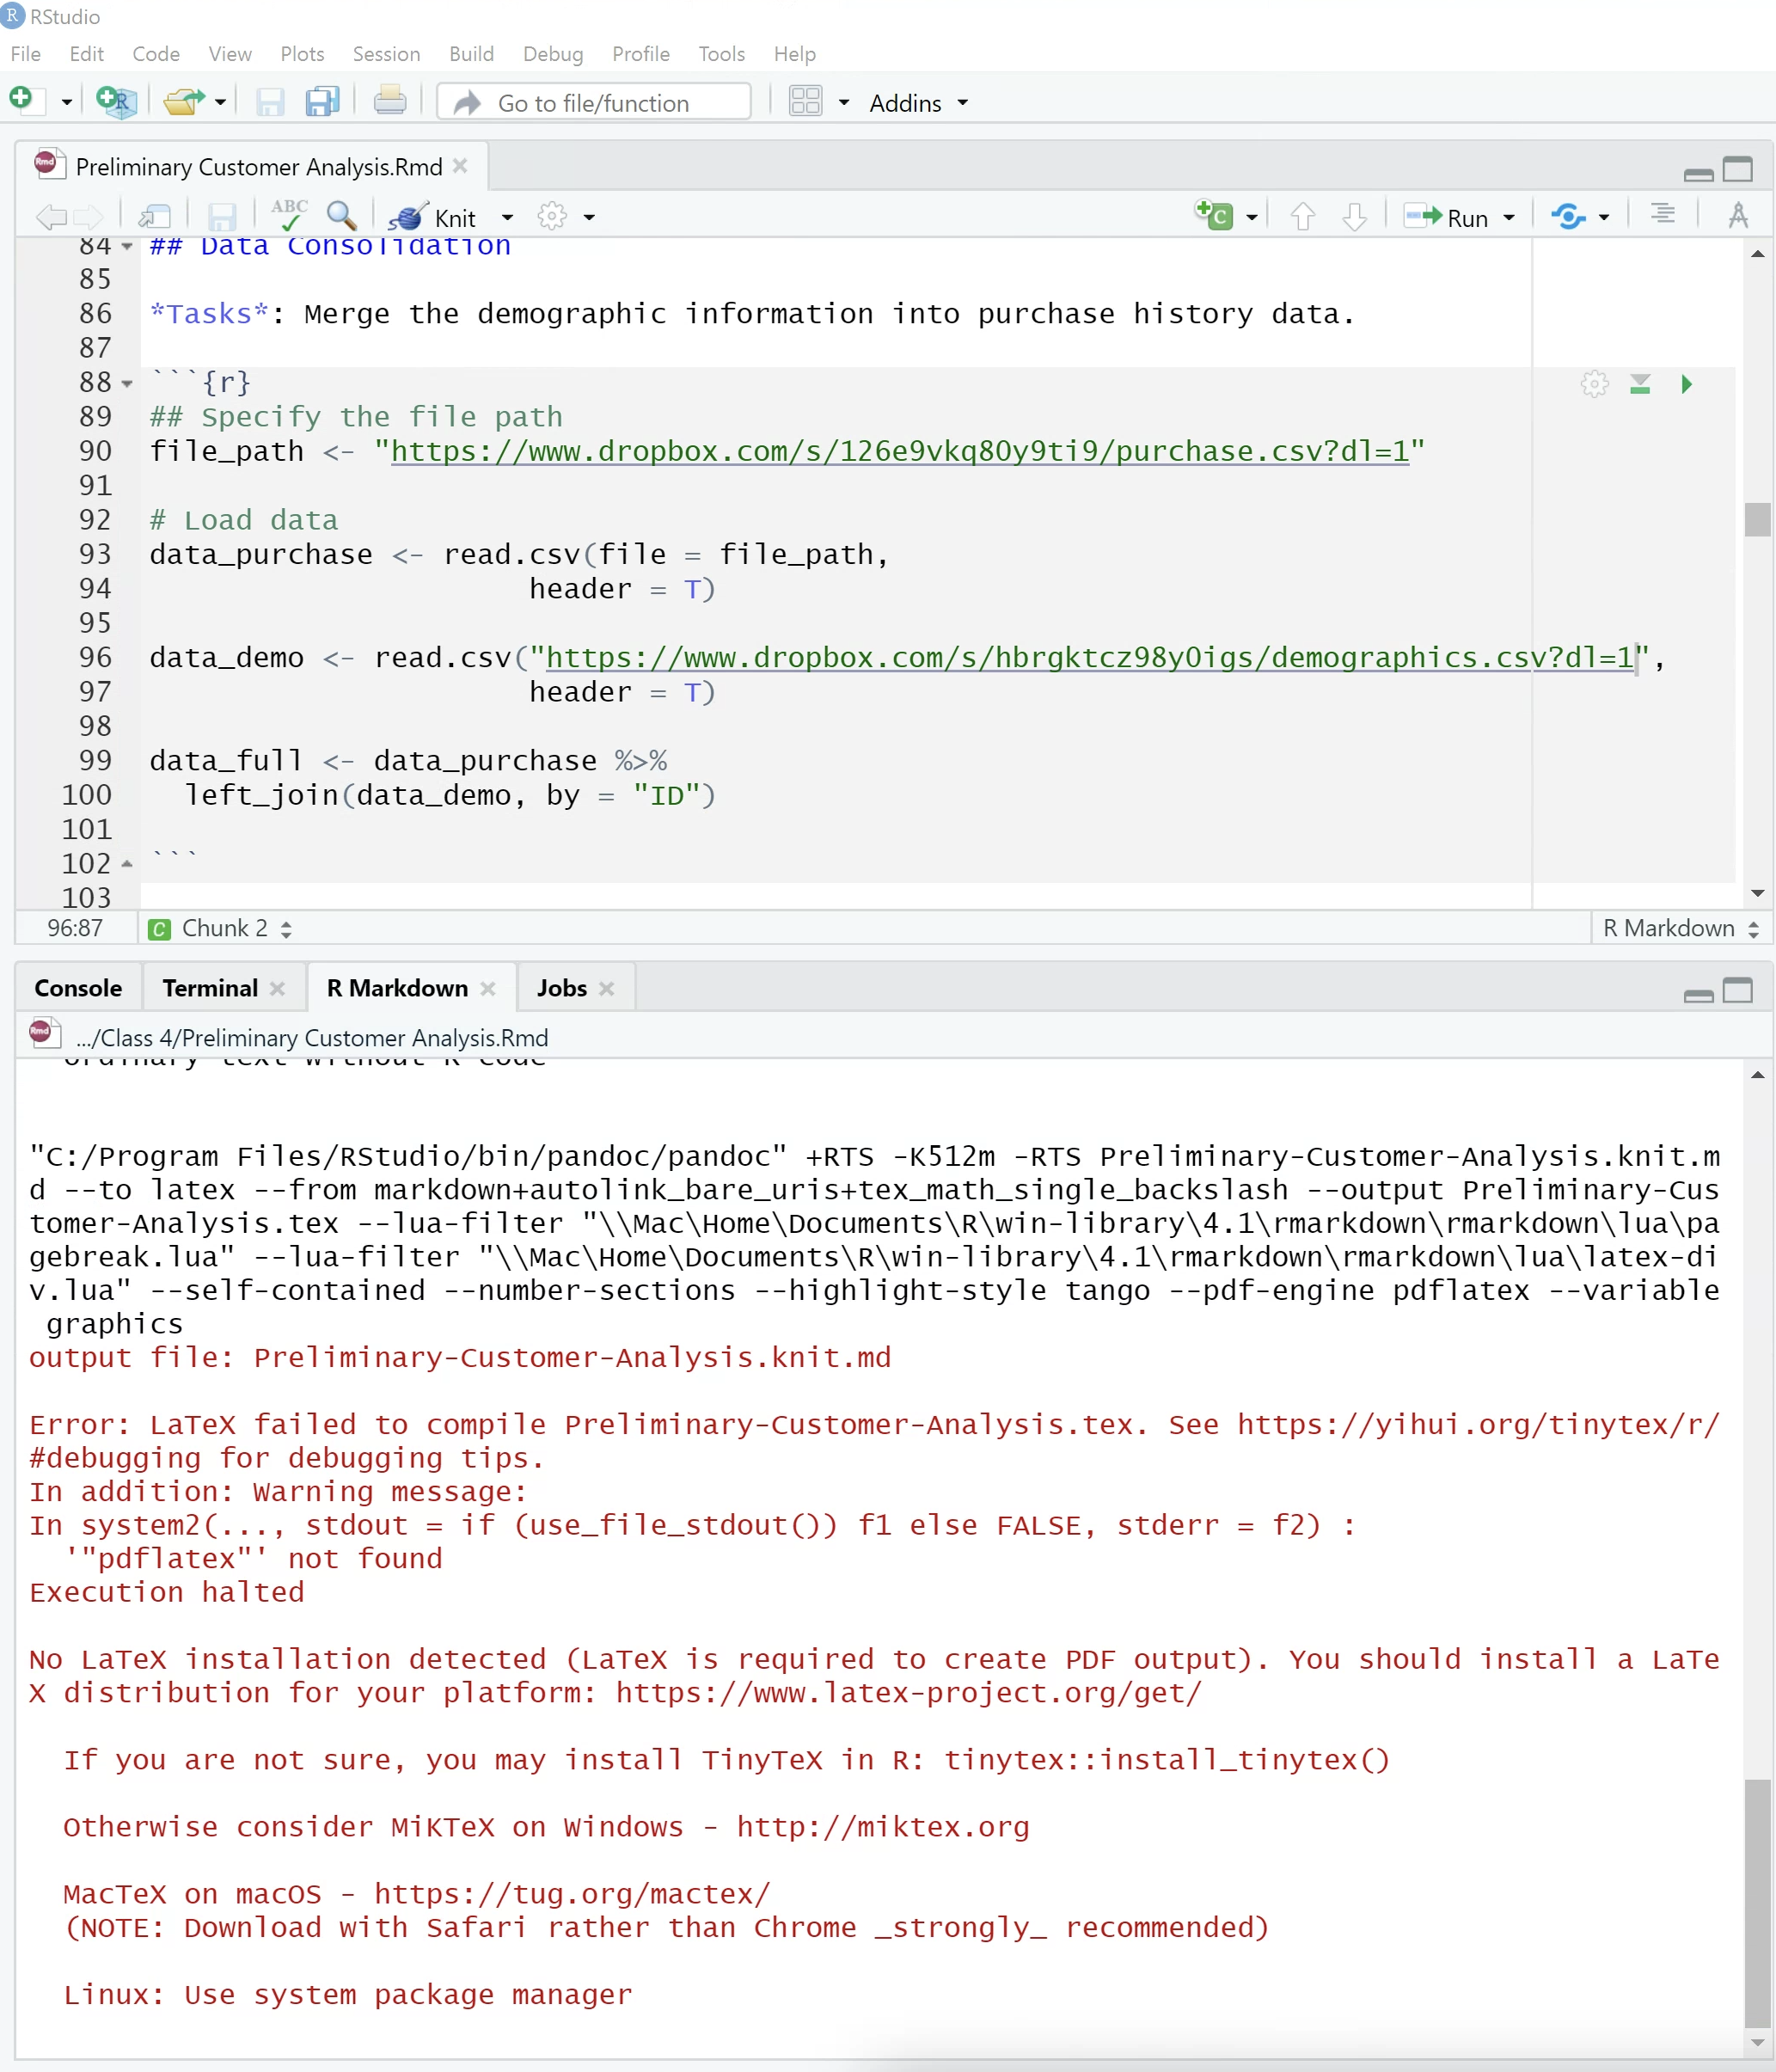 RStudio
File Edit Code View Plots Session Build Debug Profile Tools Help
Go to file/function Addins
Preliminary Customer Analysis.Rmd
ABC Knit Run
84 ## Data Consolidation
85
86 *Tasks*: Merge the demographic information into purchase history data.
87
88 ```{r}
89 ## Specify the file path
90 file_path <- "https://www.dropbox.com/s/126e9vkq80y9ti9/purchase.csv?dl=1"
91
92 # Load data
93 data_purchase <- read.csv(file = file_path,
94 header = T)
95
96 data_demo <- read.csv("https://www.dropbox.com/s/hbrgktcz98y0igs/demographics.csv?dl=1",
97 header = T)
98
99 data_full <- data_purchase %>%
100 left_join(data_demo, by = "ID")
101
102 ```
103
96:87 C Chunk 2 R Markdown
Console Terminal R Markdown Jobs
.../Class 4/Preliminary Customer Analysis.Rmd
ordinary text without R code
"C:/Program Files/RStudio/bin/pandoc/pandoc" +RTS -K512m -RTS Preliminary-Customer-Analysis.knit.m
d --to latex --from markdown+autolink_bare_uris+tex_math_single_backslash --output Preliminary-Cus
tomer-Analysis.tex --lua-filter "\\Mac\Home\Documents\R\win-library\4.1\rmarkdown\rmarkdown\lua\pa
gebreak.lua" --lua-filter "\\Mac\Home\Documents\R\win-library\4.1\rmarkdown\rmarkdown\lua\latex-di
v.lua" --self-contained --number-sections --highlight-style tango --pdf-engine pdflatex --variable
graphics
output file: Preliminary-Customer-Analysis.knit.md
Error: LaTeX failed to compile Preliminary-Customer-Analysis.tex. See https://yihui.org/tinytex/r/
#debugging for debugging tips.
In addition: Warning message:
In system2(..., stdout = if (use_file_stdout()) f1 else FALSE, stderr = f2) :
'"pdflatex"' not found
Execution halted
No LaTeX installation detected (LaTeX is required to create PDF output). You should install a LaTe
X distribution for your platform: https://www.latex-project.org/get/
If you are not sure, you may install TinyTeX in R: tinytex::install_tinytex()
Otherwise consider MiKTeX on Windows - http://miktex.org
MacTeX on macOS - https://tug.org/mactex/
(NOTE: Download with Safari rather than Chrome _strongly_ recommended)
Linux: Use system package manager